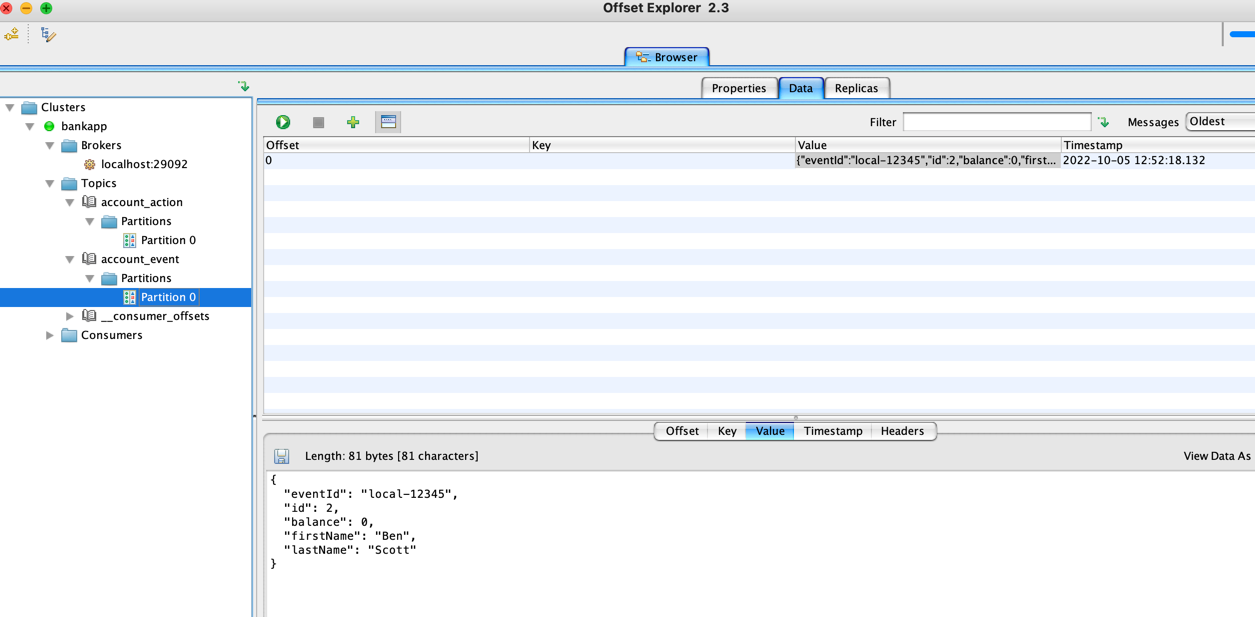 Offset Explorer 2.3
Browser
Properties Data Replicas
Clusters
bankapp
Brokers
localhost:29092
Topics
account_action
Partitions
Partition 0
account_event
Partitions
Partition 0
__consumer_offsets
Consumers
Filter Messages Oldest
Offset Key Value Timestamp
0 {"eventId":"local-12345","id":2,"balance":0,"first... 2022-10-05 12:52:18.132
Offset Key Value Timestamp Headers
Length: 81 bytes [81 characters] View Data As
{
"eventId": "local-12345",
"id": 2,
"balance": 0,
"firstName": "Ben",
"lastName": "Scott"
}